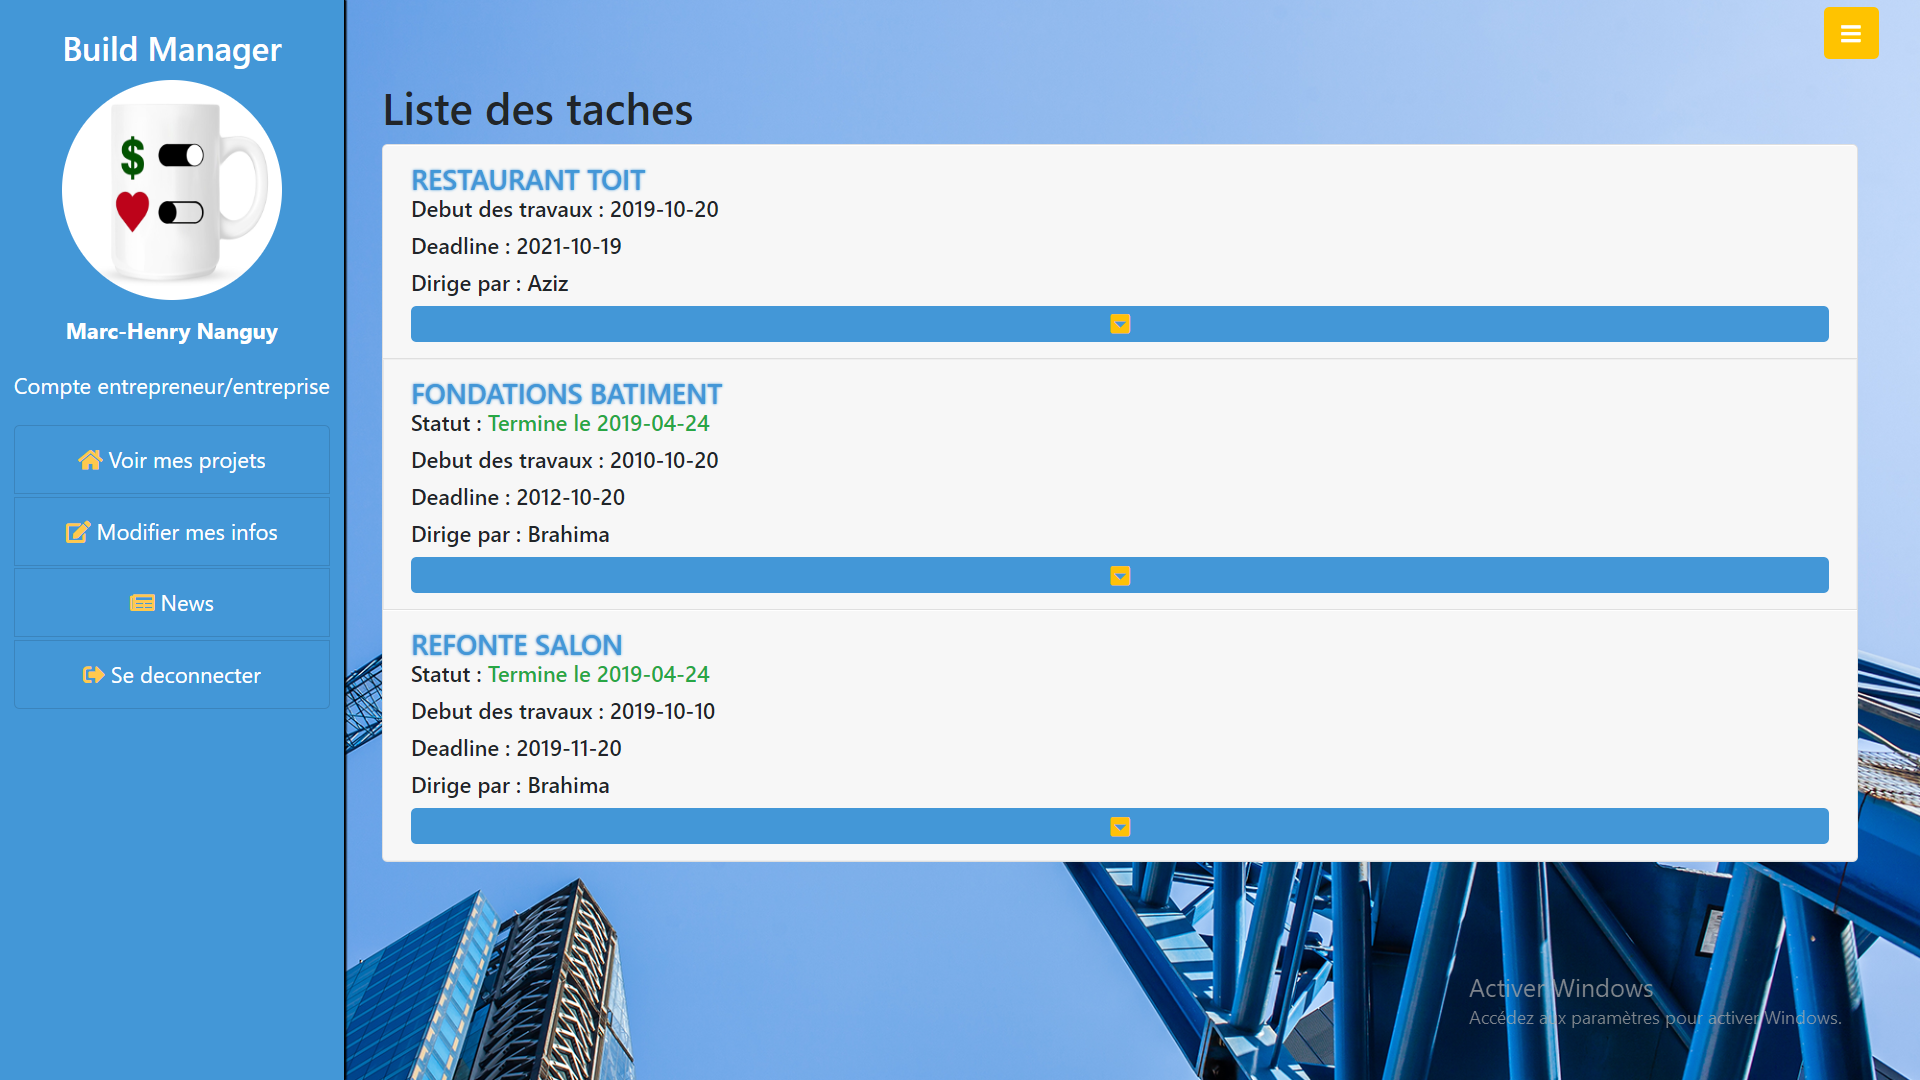 Build Manager
$
Marc-Henry Nanguy
Compte entrepreneur/entreprise
Voir mes projets
Modifier mes infos
News
Se deconnecter
Liste des taches
RESTAURANT TOIT
Debut des travaux : 2019-10-20
Deadline : 2021-10-19
Dirige par : Aziz
FONDATIONS BATIMENT
Statut : Termine le 2019-04-24
Debut des travaux : 2010-10-20
Deadline : 2012-10-20
Dirige par : Brahima
REFONTE SALON
Statut : Termine le 2019-04-24
Debut des travaux : 2019-10-10
Deadline : 2019-11-20
Dirige par : Brahima
Activer Windows
Accédez aux paramètres pour activer Windows.